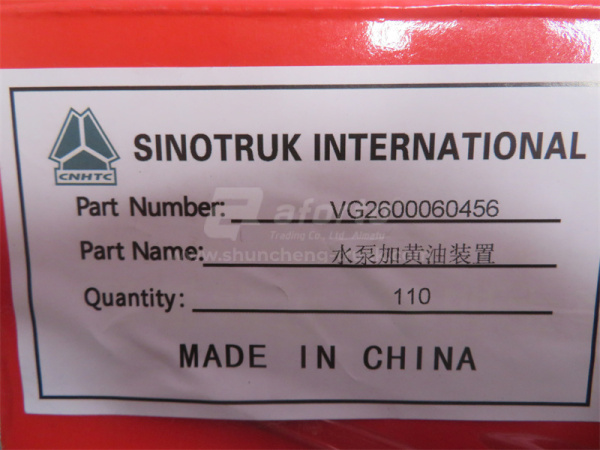 CNHTC
SINOTRUK INTERNATIONAL
Part Number: VG2600060456
Part Name: 水泵加黄油装置
Quantity: 110
MADE IN CHINA